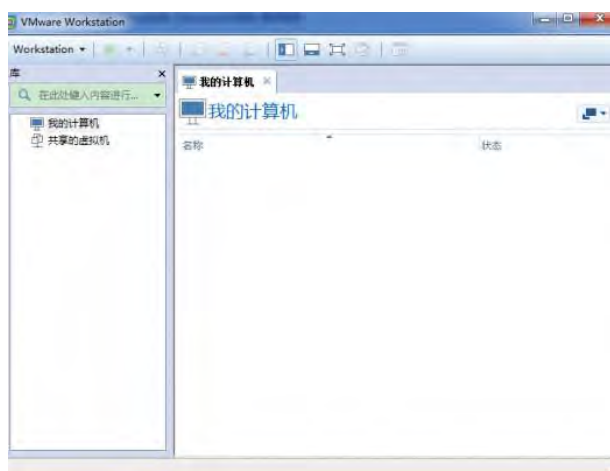 VMware Workstation
Workstation
库
在此处键入内容进行...
我的计算机
共享的虚拟机
我的计算机
我的计算机
名称
状态